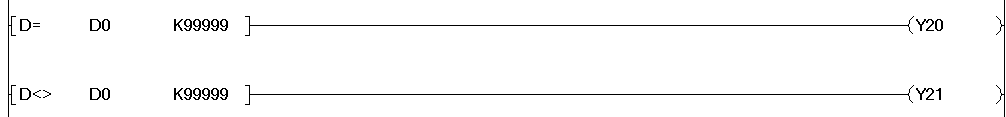 [D= D0 K99999 ] (Y20 )
[D<> D0 K99999 ] (Y21 )